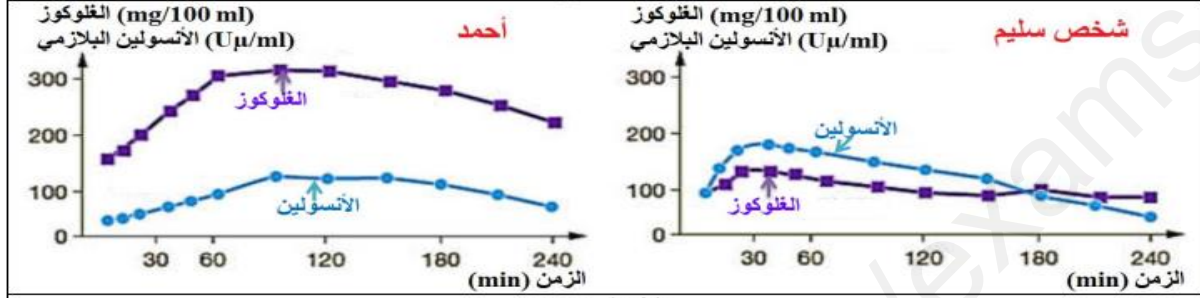 الغلوكوز (mg/100 ml)
الأنسولين البلازمي (Uµ/ml)
شخص سليم
300
200
100
0
الأنسولين
الغلوكوز
30 60 120 180 240
الزمن (min)
الغلوكوز (mg/100 ml)
الأنسولين البلازمي (Uµ/ml)
أحمد
300
200
100
0
الغلوكوز
الأنسولين
30 60 120 180 240
الزمن (min)